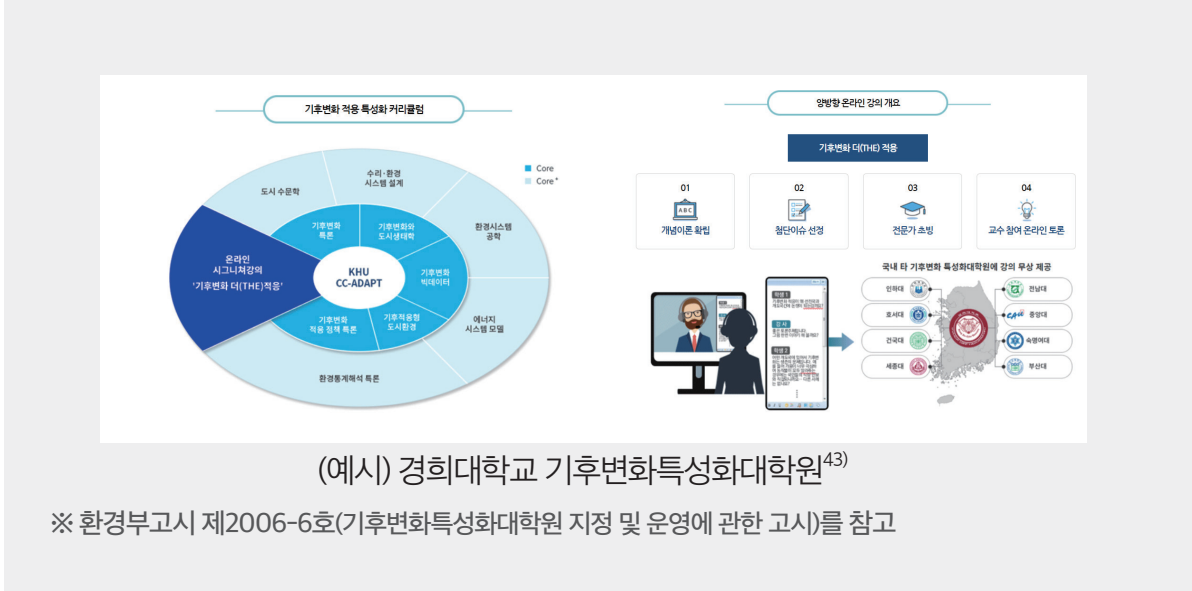 기후변화 적응 특성화 커리큘럼
Core
Core*
수리·환경
시스템 설계
도시 수문학
환경시스템
공학
에너지
시스템 모델
환경통계해석 특론
온라인
시그니쳐강의
'기후변화 더(THE)적응'
기후변화
특론
기후변화와
도시생태학
기후변화
빅데이터
기후적응형
도시환경
기후변화
적응 정책 특론
KHU
CC-ADAPT
양방향 온라인 강의 개요
기후변화 더(THE) 적응
01
ABC
개념이론 확립
02
첨단이슈 선정
03
전문가 초빙
04
교수 참여 온라인 토론
학생 1
강 사
학생 2
국내 타 기후변화 특성화대학원에 강의 무상 제공
인하대
호서대
건국대
세종대
전남대
중앙대
숙명여대
부산대
(예시) 경희대학교 기후변화특성화대학원43)
※ 환경부고시 제2006-6호(기후변화특성화대학원 지정 및 운영에 관한 고시)를 참고